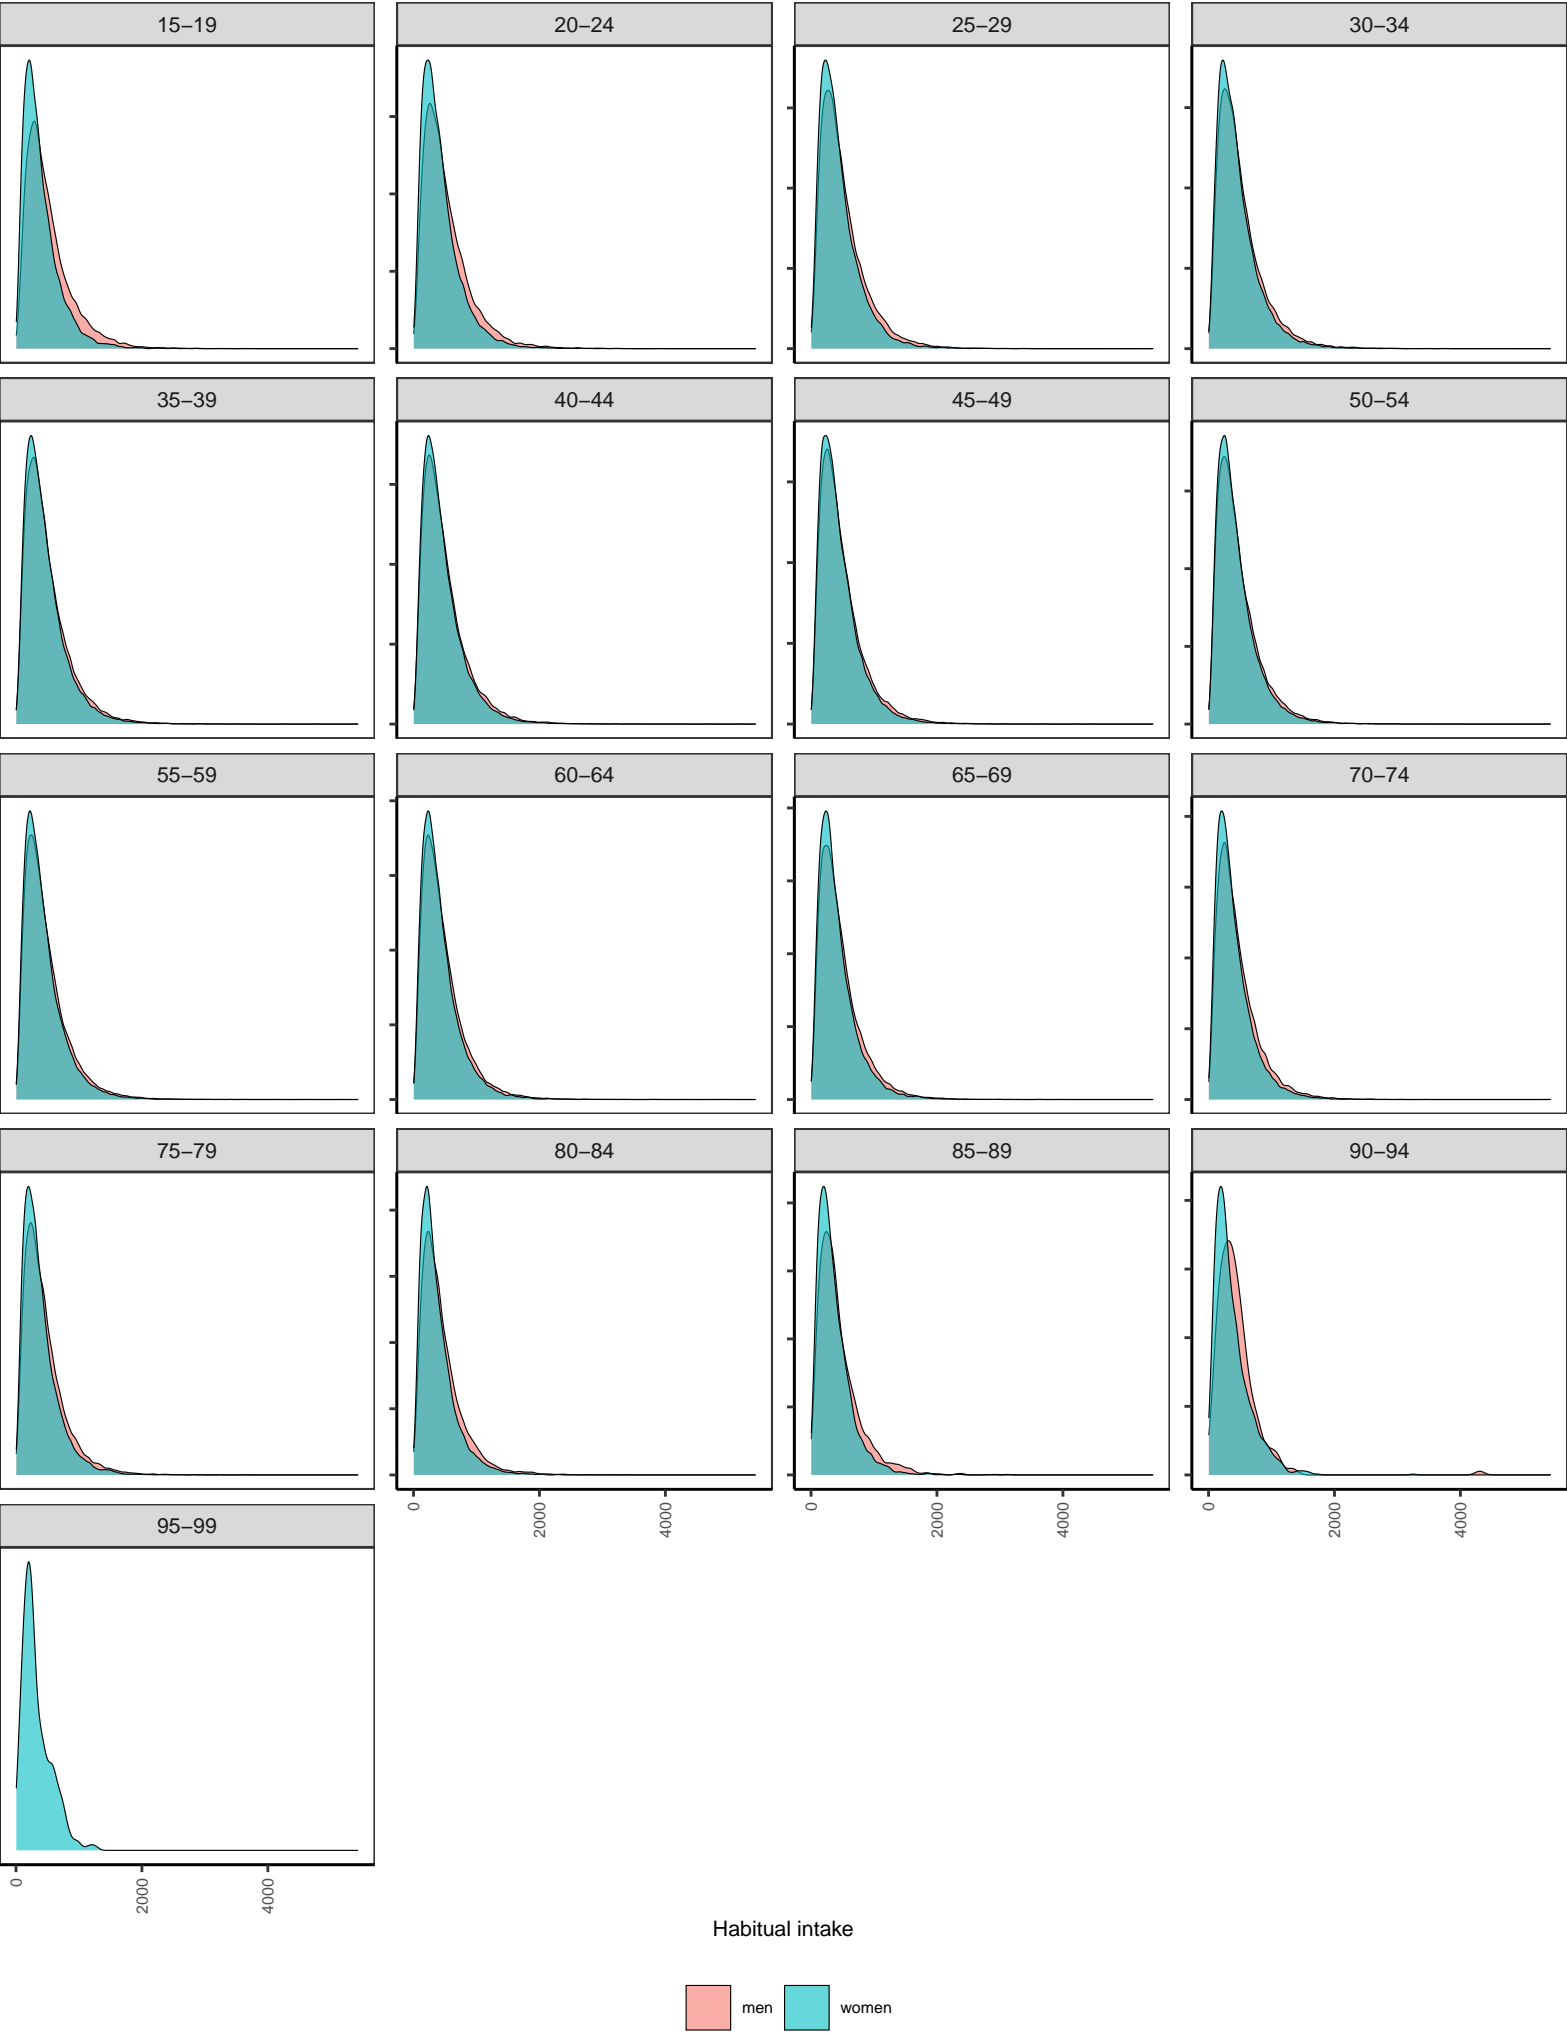 15–19 20–24 25–29 30–34
35–39 40–44 45–49 50–54
55–59 60–64 65–69 70–74
75–79 80–84 85–89 90–94
0 2000 4000 0 2000 4000 0 2000 4000
95–99
0 2000 4000
Habitual intake
men women